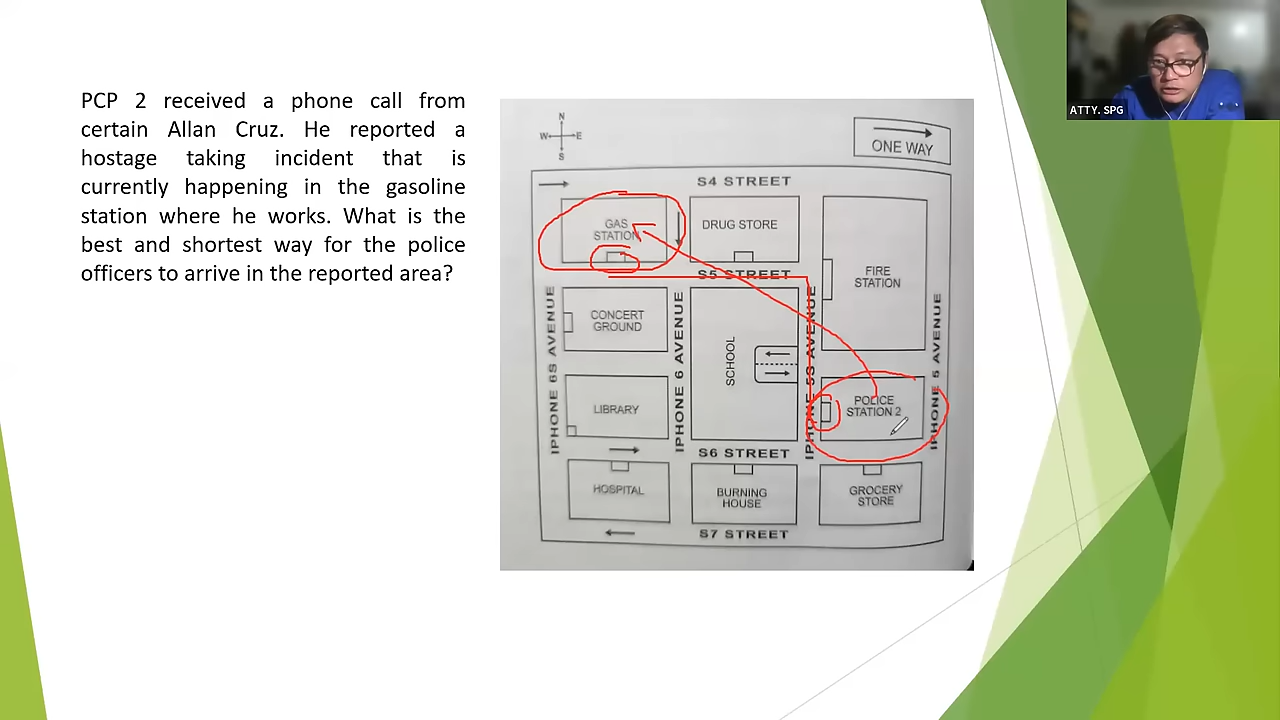 PCP 2 received a phone call from
certain Allan Cruz. He reported a
hostage taking incident that is
currently happening in the gasoline
station where he works. What is the
best and shortest way for the police
officers to arrive in the reported area?
ATTY. SPG
N
W E
S
ONE WAY
S4 STREET
GAS
STATION
DRUG STORE
FIRE
STATION
S5 STREET
CONCERT
GROUND
SCHOOL
IPHONE 6S AVENUE
IPHONE 6 AVENUE
IPHONE 5S AVENUE
IPHONE 5 AVENUE
LIBRARY
POLICE
STATION 2
S6 STREET
HOSPITAL
BURNING
HOUSE
GROCERY
STORE
S7 STREET